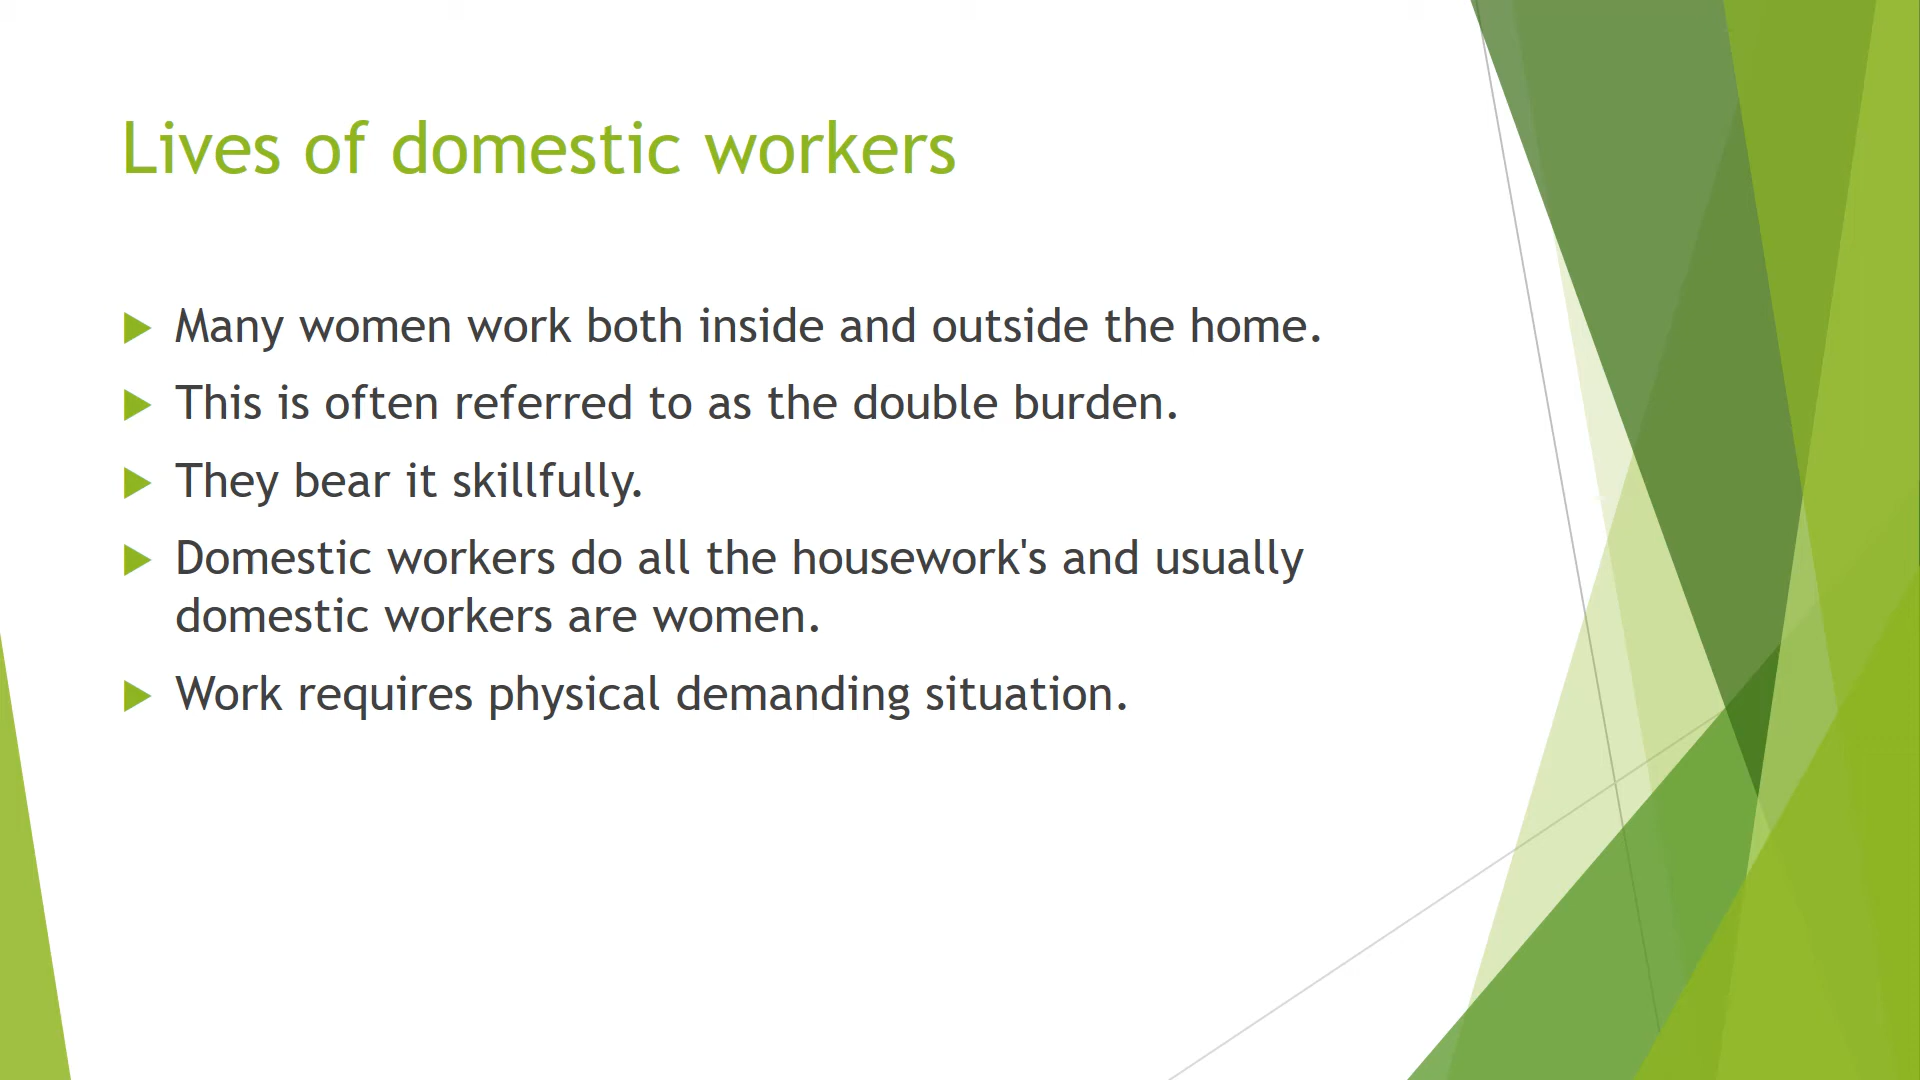 Lives of domestic workers
Many women work both inside and outside the home.
This is often referred to as the double burden.
They bear it skillfully.
Domestic workers do all the housework's and usually
domestic workers are women.
Work requires physical demanding situation.